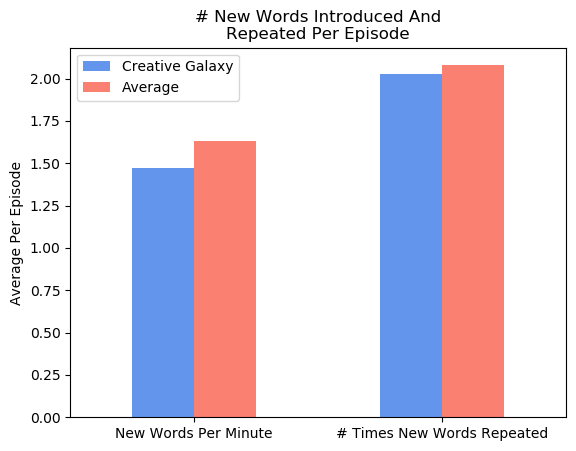 # New Words Introduced And
Repeated Per Episode
Creative Galaxy
Average
Average Per Episode
2.00
1.75
1.50
1.25
1.00
0.75
0.50
0.25
0.00
New Words Per Minute
# Times New Words Repeated